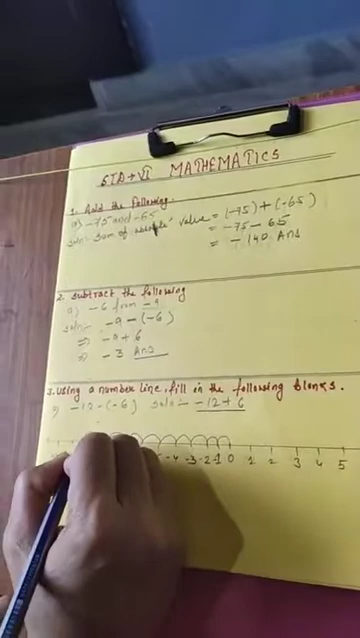 STD → VI MATHEMATICS
1. Add the following.
a) -75 and -65
soln:- Sum of absolute value = (-75) + (-65)
= -75 - 65
= -140 Ans
2. subtract the following
a) -6 from -9
soln:- -9 - (-6)
⇒ -9 + 6
⇒ -3 Ans
3. Using a number line, fill in the following blanks.
a) -12 - (-6) soln:- -12 + 6
-4 -3 -2 -1 0 1 2 3 4 5